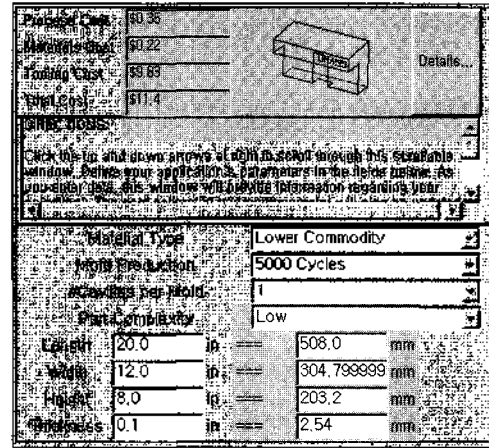 Process Cost $0.35
Materials Cost $0.22
Tooling Cost
Total Cost $11.4
Details...
BRAND
Click the up and down arrows at right to scroll through this scrollable
window. Define your application's parameters in the fields below. As
you enter data, this window will provide information regarding your
Material Type Lower Commodity
Mold Production 5000 Cycles
#Cavities per Mold 1
Part Complexity Low
Length 20.0 in === 508.0 mm
Width 12.0 in === 304.799999 mm
Height 8.0 in === 203.2 mm
Thickness 0.1 in === 2.54 mm